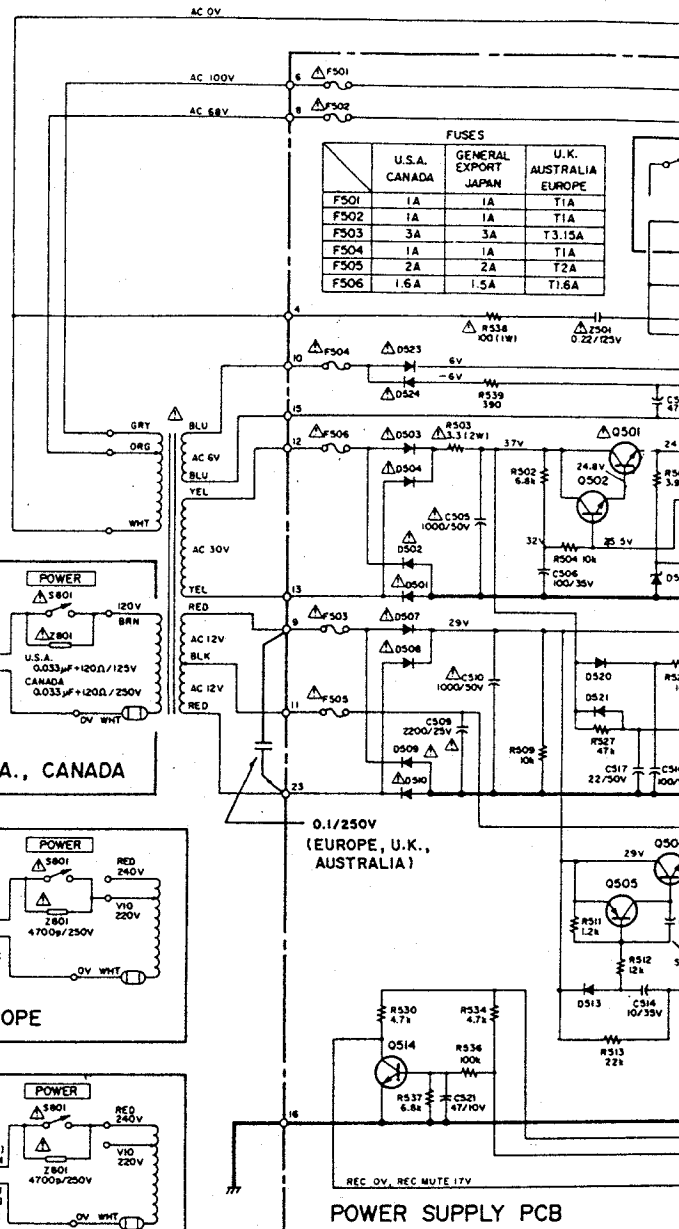 AC 0V
AC 100V
6
F501
AC 68V
8
F502
FUSES
U.S.A. CANADA
GENERAL EXPORT JAPAN
U.K. AUSTRALIA EUROPE
F501 1A 1A T1A
F502 1A 1A T1A
F503 3A 3A T3.15A
F504 1A 1A T1A
F505 2A 2A T2A
F506 1.6A 1.5A T1.6A
4
R538
100 (1W)
Z501
0.22/125V
10
F504
D523
6V
D524
-6V
R539
390
15
GRY
ORG
WHT
BLU
AC 6V
BLU
YEL
AC 30V
YEL
12
F506
D503
R503
3.3 (2W)
37V
D504
C505
1000/50V
D502
D501
13
R502
6.8k
24.8V
Q501
Q502
32V
R504 10k
25.5V
C506
100/35V
24
POWER
S801
Z801
120V
BRN
U.S.A.
0.033μF+120Ω/125V
CANADA
0.033μF+120Ω/250V
0V WHT
A., CANADA
RED
AC 12V
BLK
AC 12V
RED
9
F503
D507
29V
D508
C510
1000/50V
11
F505
C509
2200/25V
D509
D510
R509
10k
23
D520
D521
R527
47k
C517
22/50V
0.1/250V
(EUROPE, U.K.,
AUSTRALIA)
POWER
S801
RED
240V
VIO
220V
Z801
4700p/250V
0V WHT
OPE
29V
Q505
R511
1.2k
R512
12k
D513
C514
10/35V
R513
22k
R530
4.7k
R534
4.7k
Q514
R536
100k
R537
6.8k
C521
47/10V
16
POWER
S801
RED
240V
VIO
220V
Z801
4700p/250V
0V WHT
REC 0V, REC MUTE 17V
POWER SUPPLY PCB